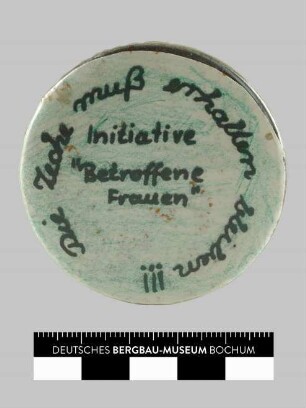 Die Zeche muß erhalten bleiben !!!
Initiative
"Betroffene
Frauen"
DEUTSCHES BERGBAU-MUSEUM BOCHUM